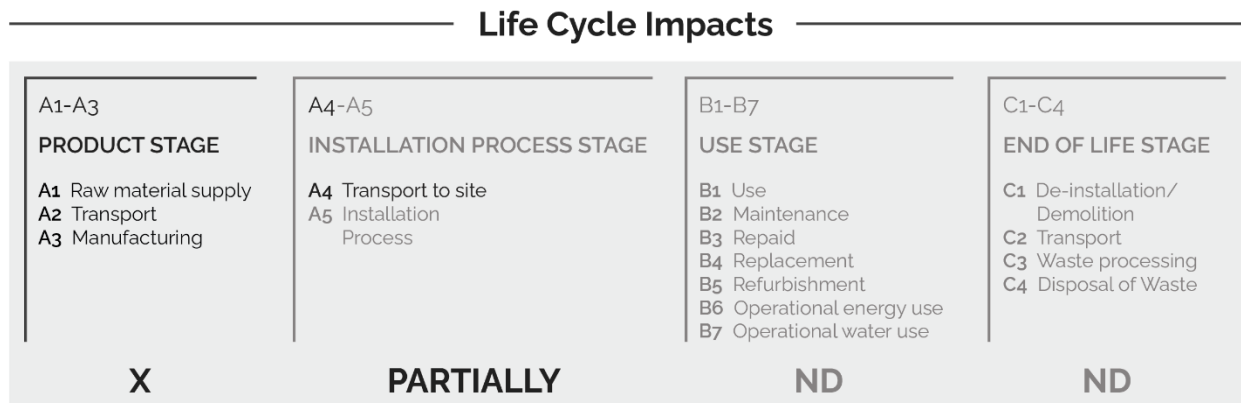 Life Cycle Impacts
A1-A3
PRODUCT STAGE
A1 Raw material supply
A2 Transport
A3 Manufacturing
X
A4-A5
INSTALLATION PROCESS STAGE
A4 Transport to site
A5 Installation
Process
PARTIALLY
B1-B7
USE STAGE
B1 Use
B2 Maintenance
B3 Repaid
B4 Replacement
B5 Refurbishment
B6 Operational energy use
B7 Operational water use
ND
C1-C4
END OF LIFE STAGE
C1 De-installation/
Demolition
C2 Transport
C3 Waste processing
C4 Disposal of Waste
ND